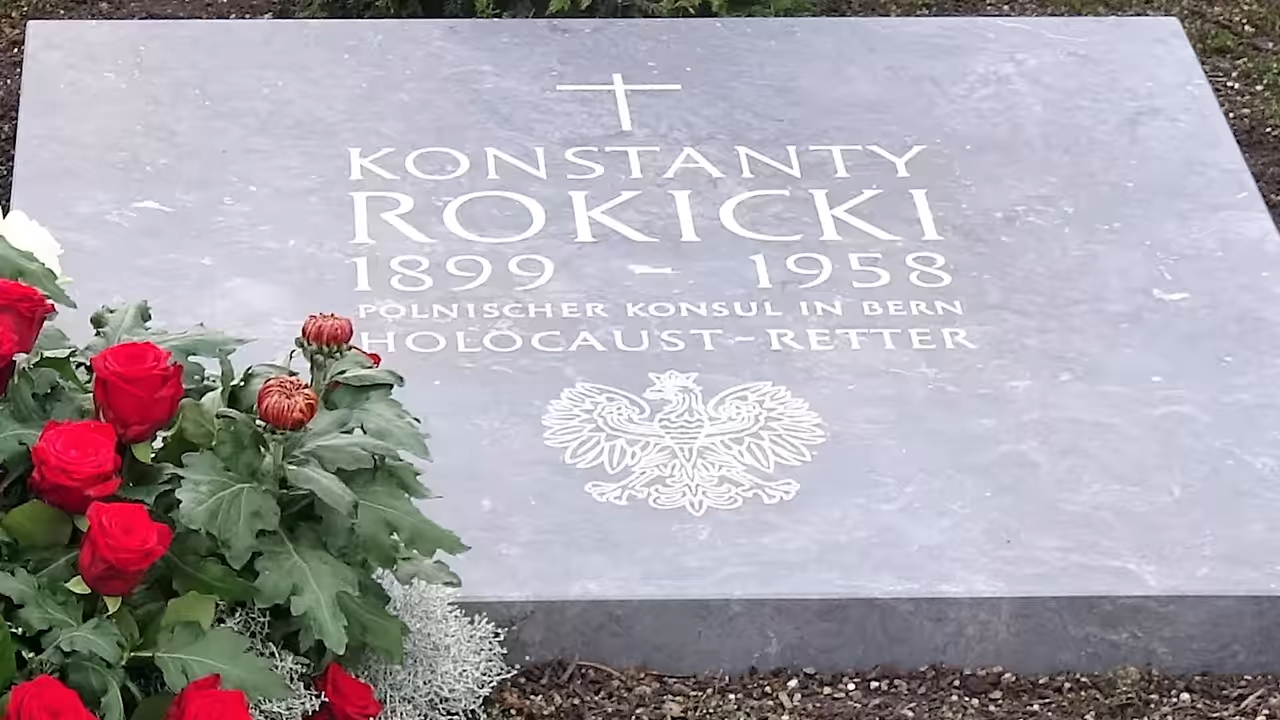 KONSTANTY
ROKICKI
1899 - 1958
POLNISCHER KONSUL IN BERN
HOLOCAUST-RETTER